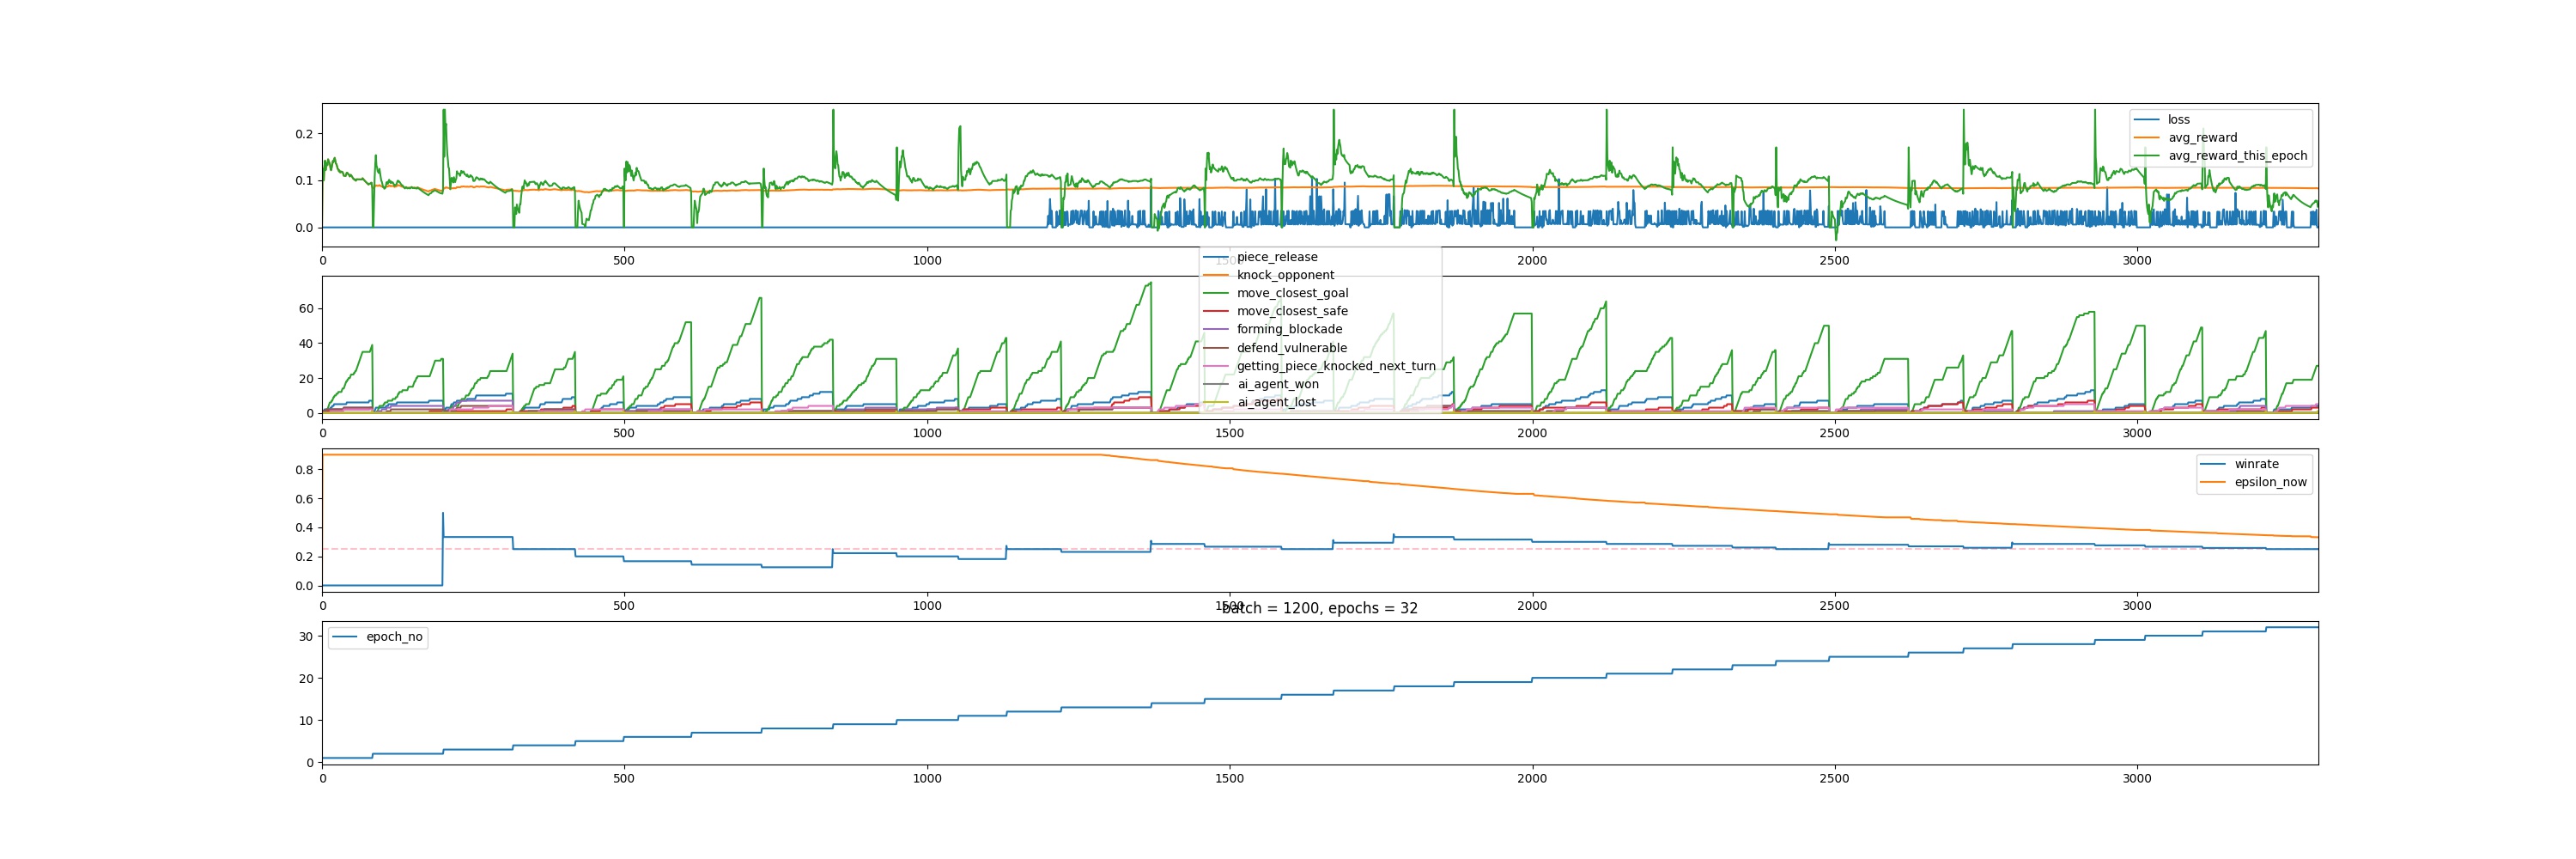 0.2
0.1
0.0
loss
avg_reward
avg_reward_this_epoch
0 500 1000 1500 2000 2500 3000
60
40
20
0
piece_release
knock_opponent
move_closest_goal
move_closest_safe
forming_blockade
defend_vulnerable
getting_piece_knocked_next_turn
ai_agent_won
ai_agent_lost
0 500 1000 1500 2000 2500 3000
0.8
0.6
0.4
0.2
0.0
winrate
epsilon_now
0 500 1000 1500 2000 2500 3000
batch = 1200, epochs = 32
30
20
10
0
epoch_no
0 500 1000 1500 2000 2500 3000